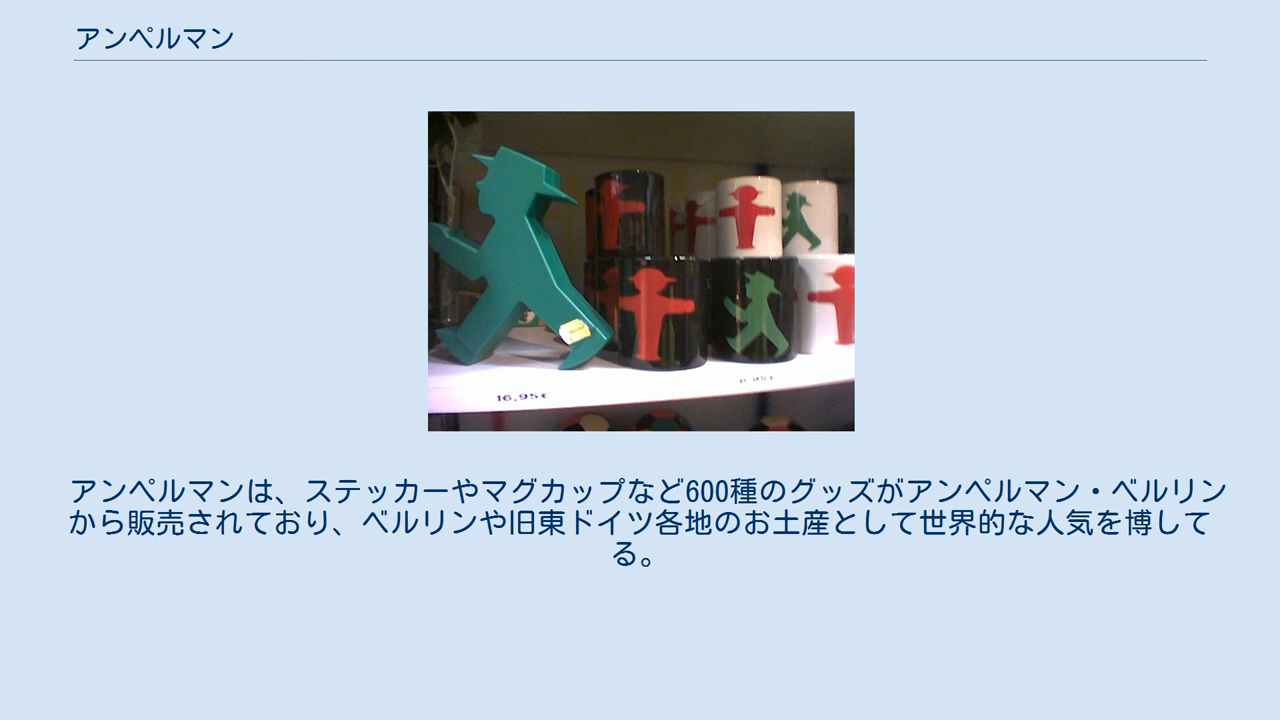 アンペルマン
16,95€
アンペルマンは、ステッカーやマグカップなど600種のグッズがアンペルマン・ベルリン
から販売されており、ベルリンや旧東ドイツ各地のお土産として世界的な人気を博して
る。